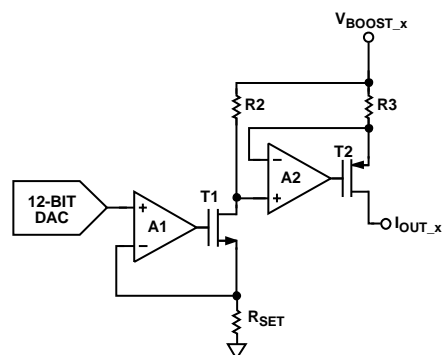 V_BOOST_x
R2
R3
T2
T1
−
A2
+
12-BIT
DAC
+
A1
−
I_OUT_x
R_SET